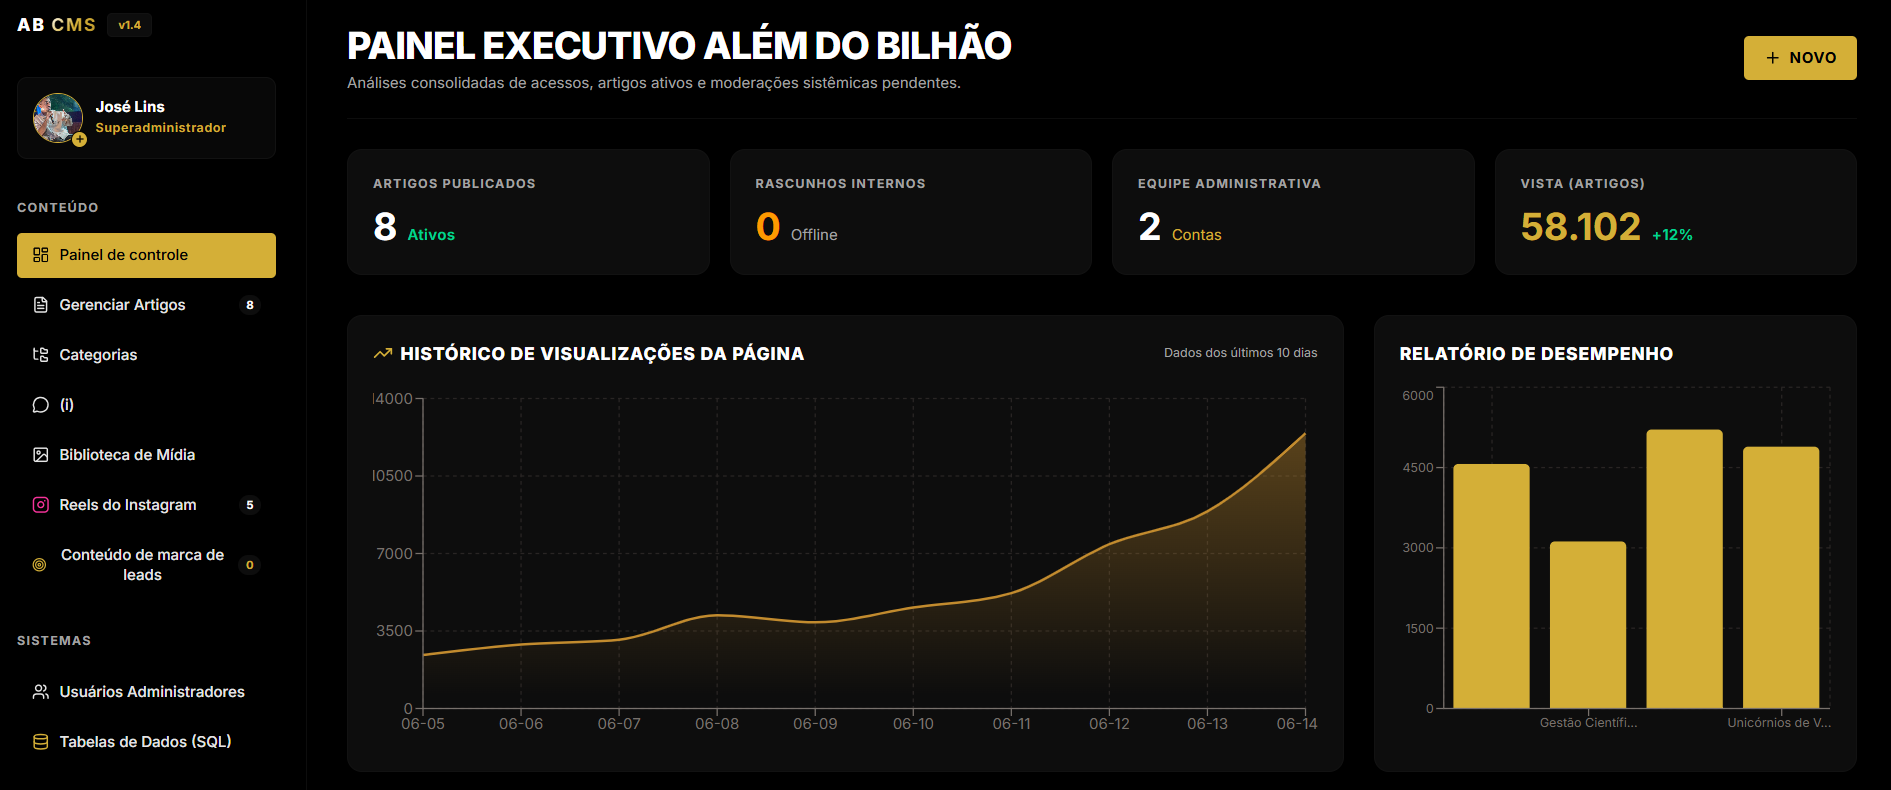 AB CMS v1.4
José Lins
Superadministrador
CONTEÚDO
Painel de controle
Gerenciar Artigos 8
Categorias
(i)
Biblioteca de Mídia
Reels do Instagram 5
Conteúdo de marca de
leads 0
SISTEMAS
Usuários Administradores
Tabelas de Dados (SQL)
PAINEL EXECUTIVO ALÉM DO BILHÃO
Análises consolidadas de acessos, artigos ativos e moderações sistêmicas pendentes.
+ NOVO
ARTIGOS PUBLICADOS
8 Ativos
RASCUNHOS INTERNOS
0 Offline
EQUIPE ADMINISTRATIVA
2 Contas
VISTA (ARTIGOS)
58.102 +12%
HISTÓRICO DE VISUALIZAÇÕES DA PÁGINA
Dados dos últimos 10 dias
14000
10500
7000
3500
0
06-05 06-06 06-07 06-08 06-09 06-10 06-11 06-12 06-13 06-14
RELATÓRIO DE DESEMPENHO
6000
4500
3000
1500
0
Gestão Científi... Unicórnios de V...